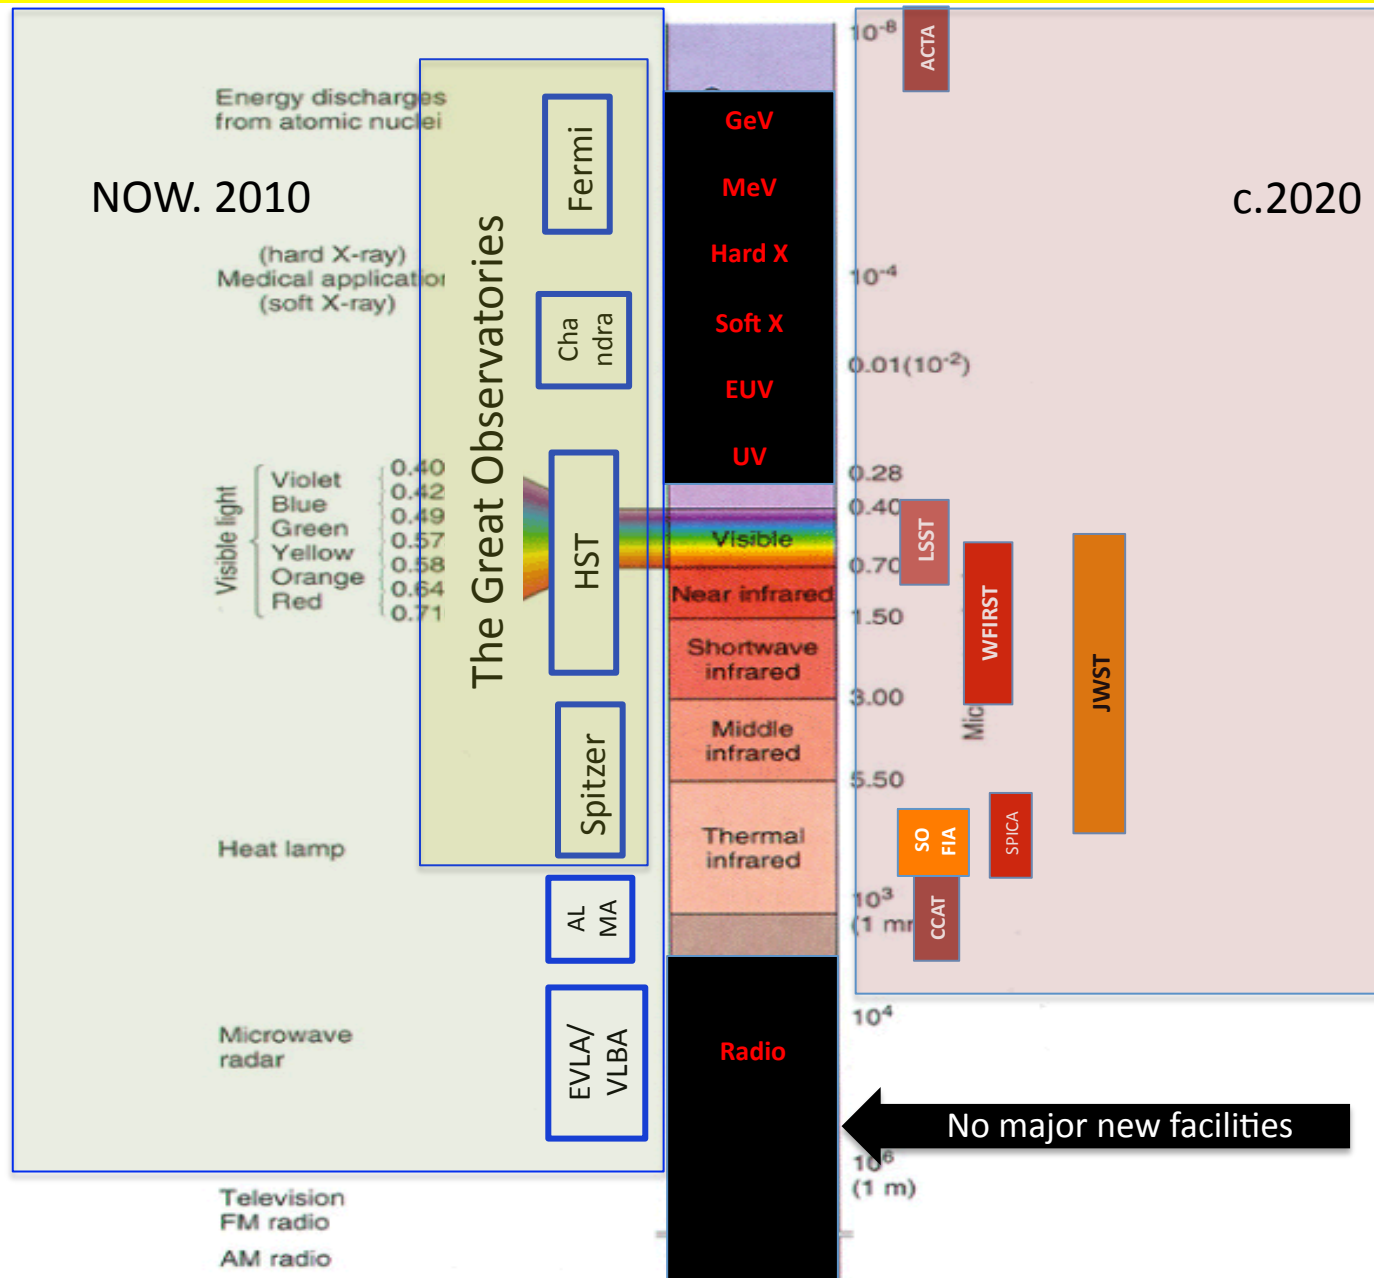 NOW. 2010
Energy discharges
from atomic nuclei
(hard X-ray)
Medical application
(soft X-ray)
Visible light
Violet
Blue
Green
Yellow
Orange
Red
0.40
0.42
0.49
0.57
0.58
0.64
0.71
Heat lamp
Microwave
radar
Television
FM radio
AM radio
The Great Observatories
Fermi
Cha
ndra
HST
Spitzer
AL
MA
EVLA/
VLBA
GeV
MeV
Hard X
Soft X
EUV
UV
Visible
Near infrared
Shortwave
infrared
Middle
infrared
Thermal
infrared
Radio
10⁻⁸
10⁻⁴
0.01(10⁻²)
0.28
0.40
0.70
1.50
3.00
5.50
10³
(1 mm
10⁴
10⁶
(1 m)
c.2020
ACTA
LSST
WFIRST
JWST
SO
FIA
SPICA
CCAT
No major new facilities